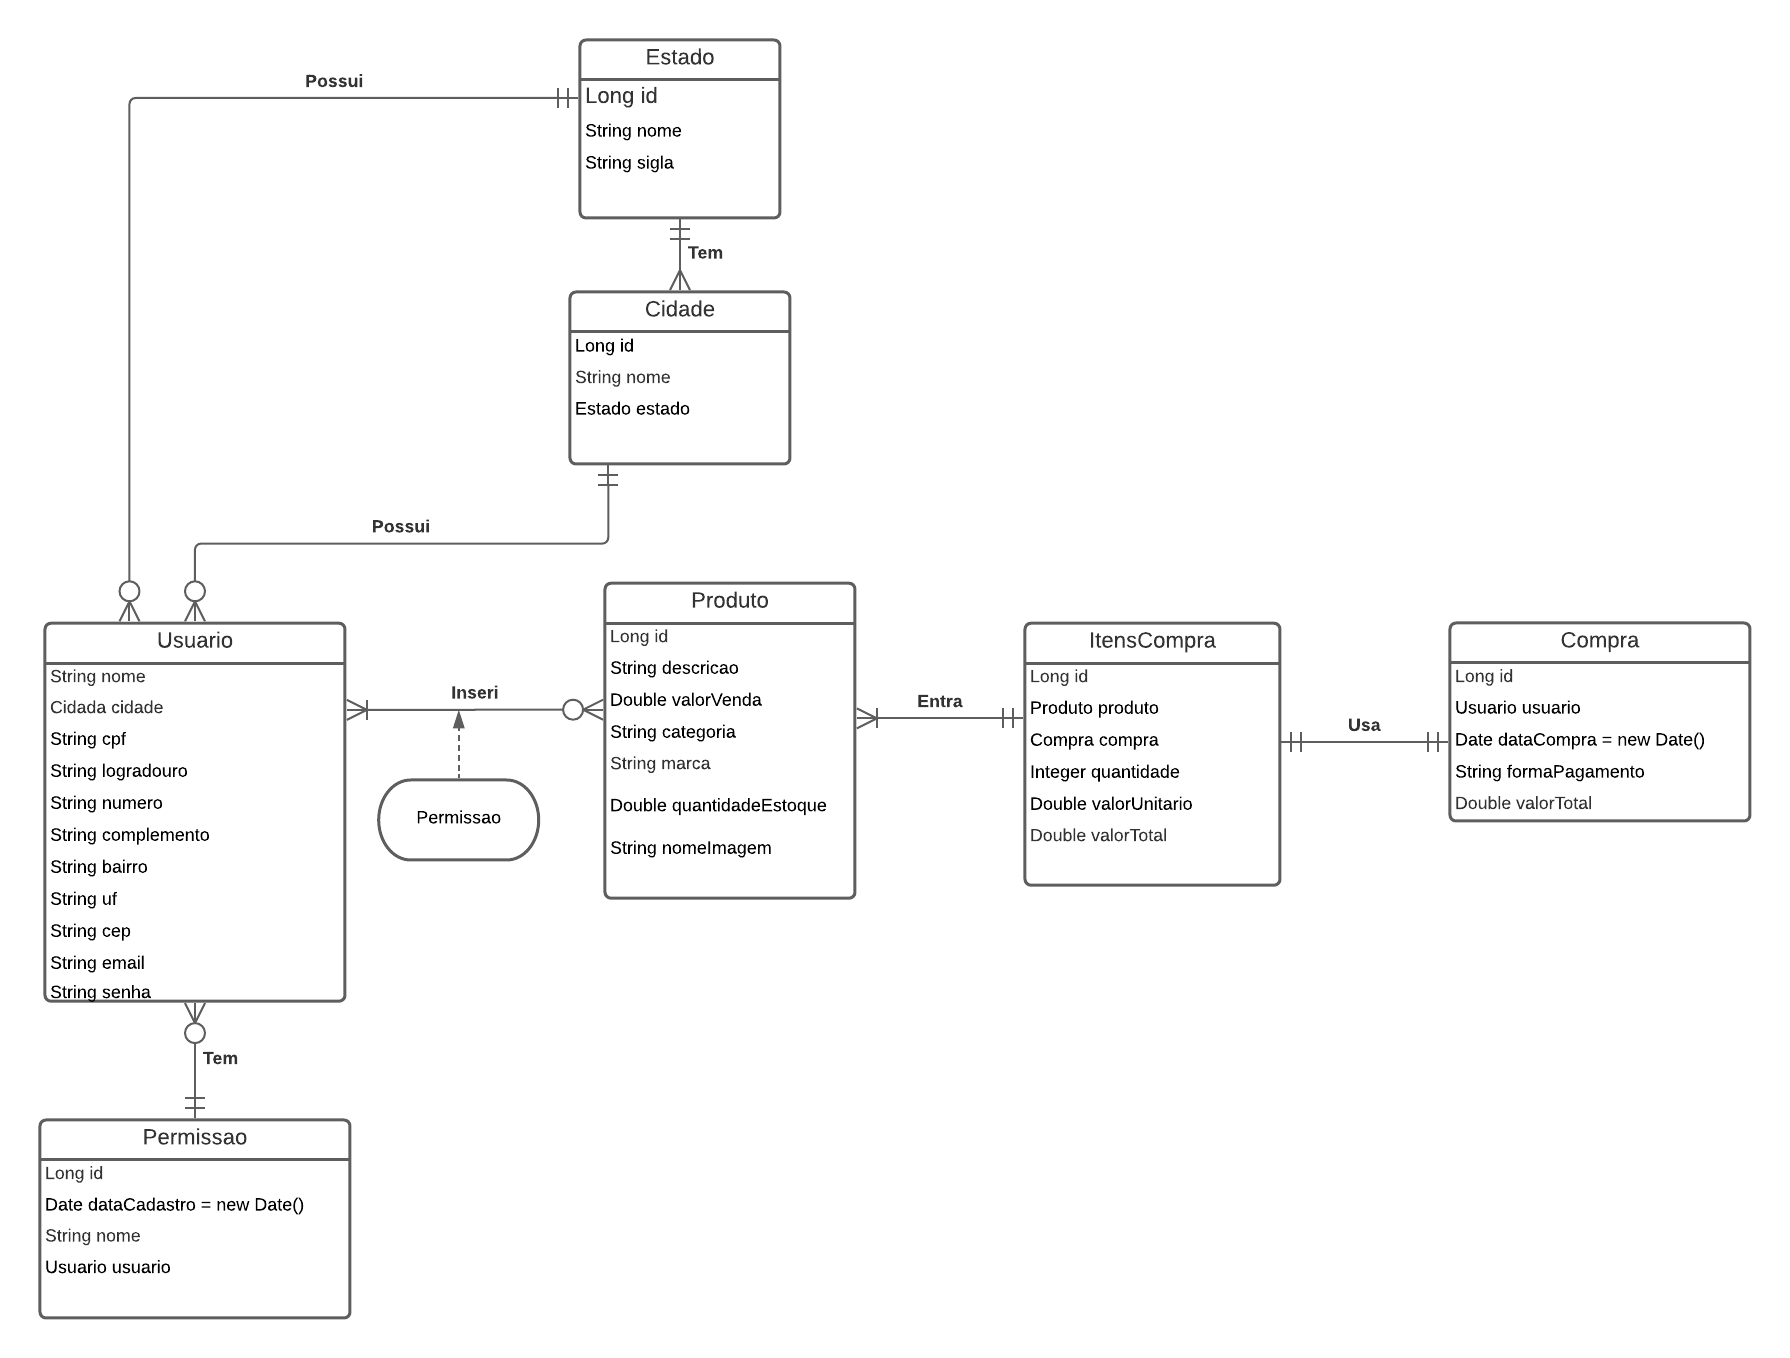 Estado
Long id
String nome
String sigla
Possui
Tem
Cidade
Long id
String nome
Estado estado
Possui
Usuario
String nome
Cidada cidade
String cpf
String logradouro
String numero
String complemento
String bairro
String uf
String cep
String email
String senha
Inseri
Permissao
Produto
Long id
String descricao
Double valorVenda
String categoria
String marca
Double quantidadeEstoque
String nomeImagem
Entra
ItensCompra
Long id
Produto produto
Compra compra
Integer quantidade
Double valorUnitario
Double valorTotal
Usa
Compra
Long id
Usuario usuario
Date dataCompra = new Date()
String formaPagamento
Double valorTotal
Tem
Permissao
Long id
Date dataCadastro = new Date()
String nome
Usuario usuario